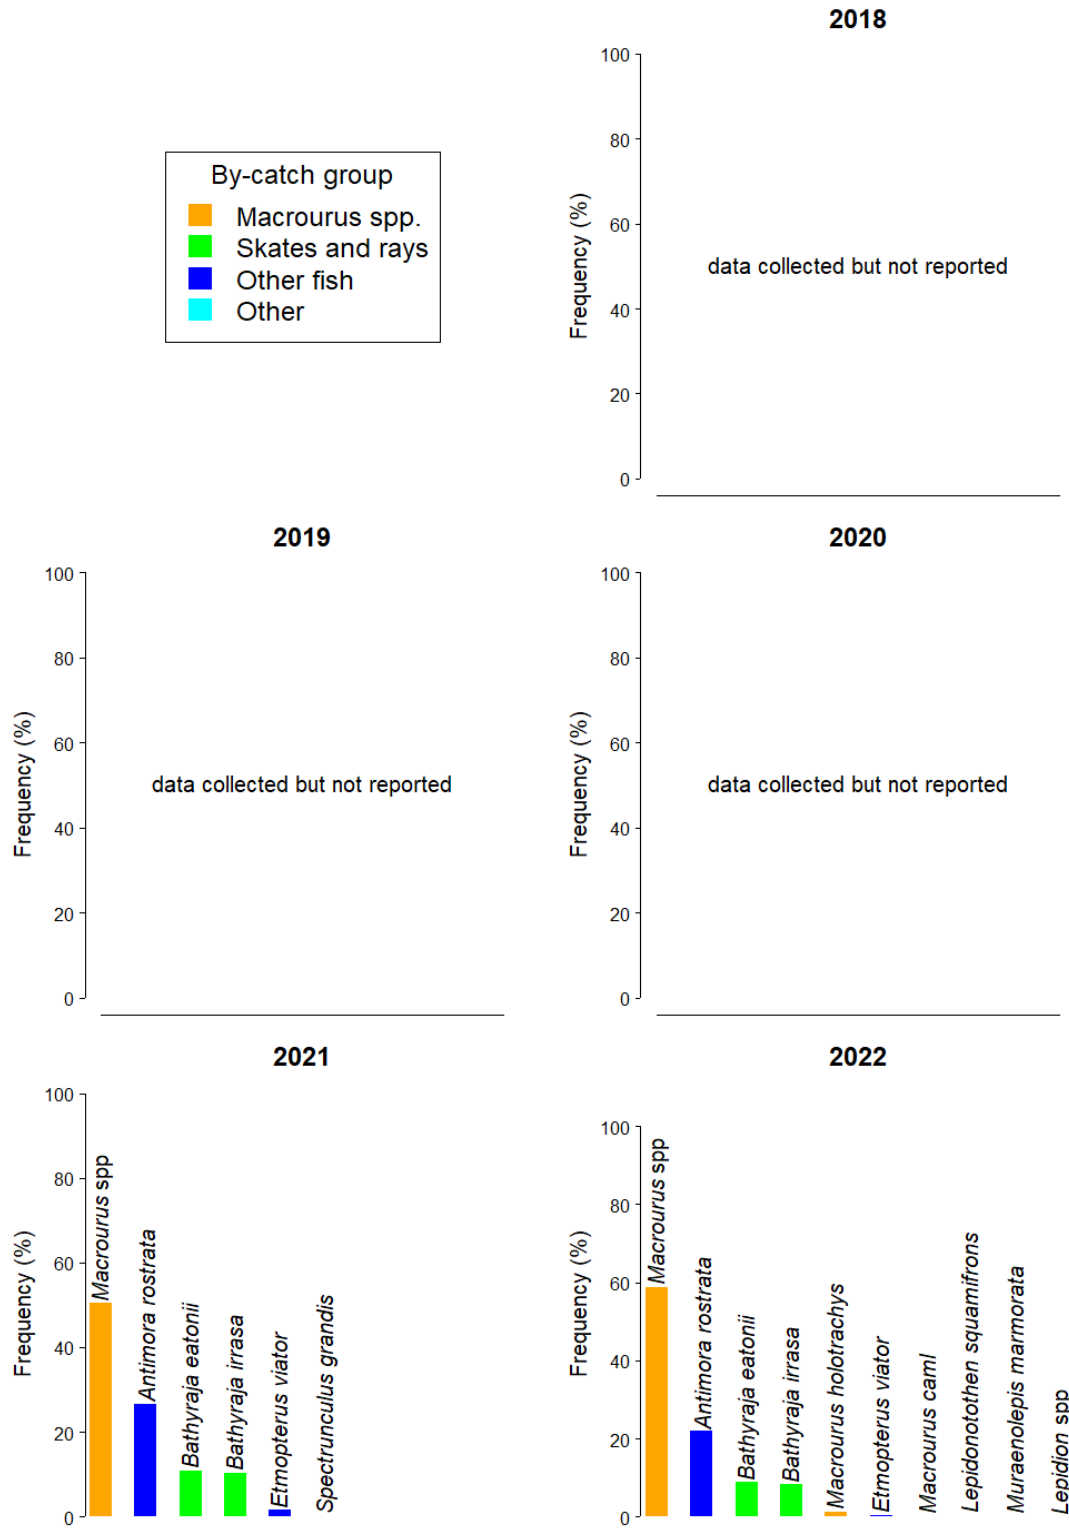 2018
By-catch group
Macrourus spp.
Skates and rays
Other fish
Other
Frequency (%)
100
80
60
40
20
0
data collected but not reported
2019
Frequency (%)
100
80
60
40
20
0
data collected but not reported
2020
Frequency (%)
100
80
60
40
20
0
data collected but not reported
2021
Frequency (%)
100
80
60
40
20
0
Macrourus spp
Antimora rostrata
Bathyraja eatonii
Bathyraja irrasa
Etmopterus viator
Spectrunculus grandis
2022
Frequency (%)
100
80
60
40
20
0
Macrourus spp
Antimora rostrata
Bathyraja eatonii
Bathyraja irrasa
Macrourus holotrachys
Etmopterus viator
Macrourus caml
Lepidonotothen squamifrons
Muraenolepis marmorata
Lepidion spp